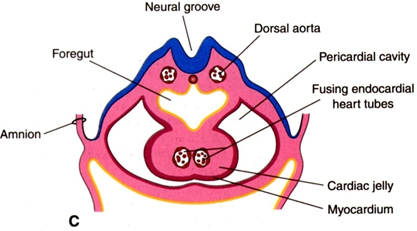 Neural groove
Dorsal aorta
Foregut
Pericardial cavity
Fusing endocardial
heart tubes
Amnion
Cardiac jelly
Myocardium
C